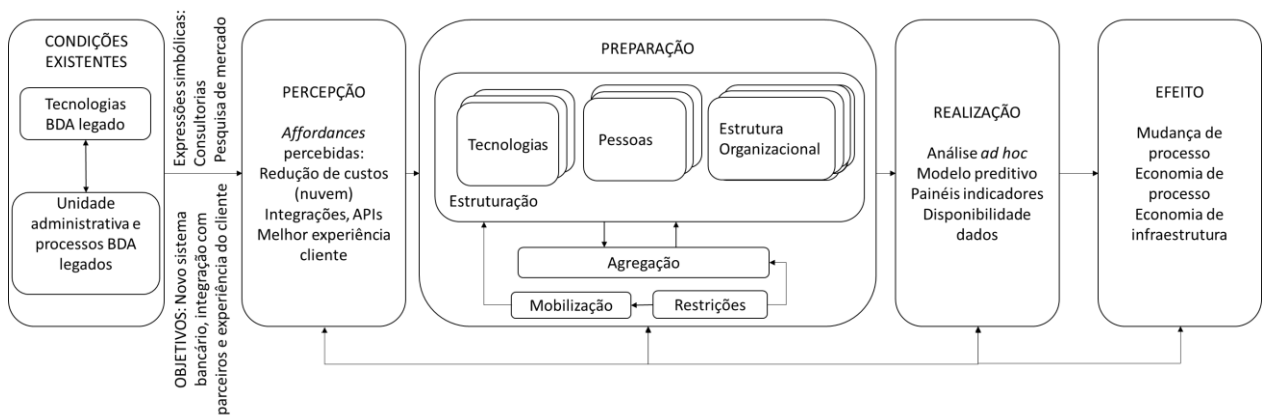 CONDIÇÕES
EXISTENTES
Tecnologias
BDA legado
Unidade
administrativa e
processos BDA
legados
Expressões simbólicas:
Consultorias
Pesquisa de mercado
OBJETIVOS: Novo sistema
bancário, integração com
parceiros e experiência do cliente
PERCEPÇÃO
Affordances
percebidas:
Redução de custos
(nuvem)
Integrações, APIs
Melhor experiência
cliente
PREPARAÇÃO
Tecnologias
Pessoas
Estrutura
Organizacional
Estruturação
Agregação
Mobilização
Restrições
REALIZAÇÃO
Análise ad hoc
Modelo preditivo
Painéis indicadores
Disponibilidade
dados
EFEITO
Mudança de
processo
Economia de
processo
Economia de
infraestrutura